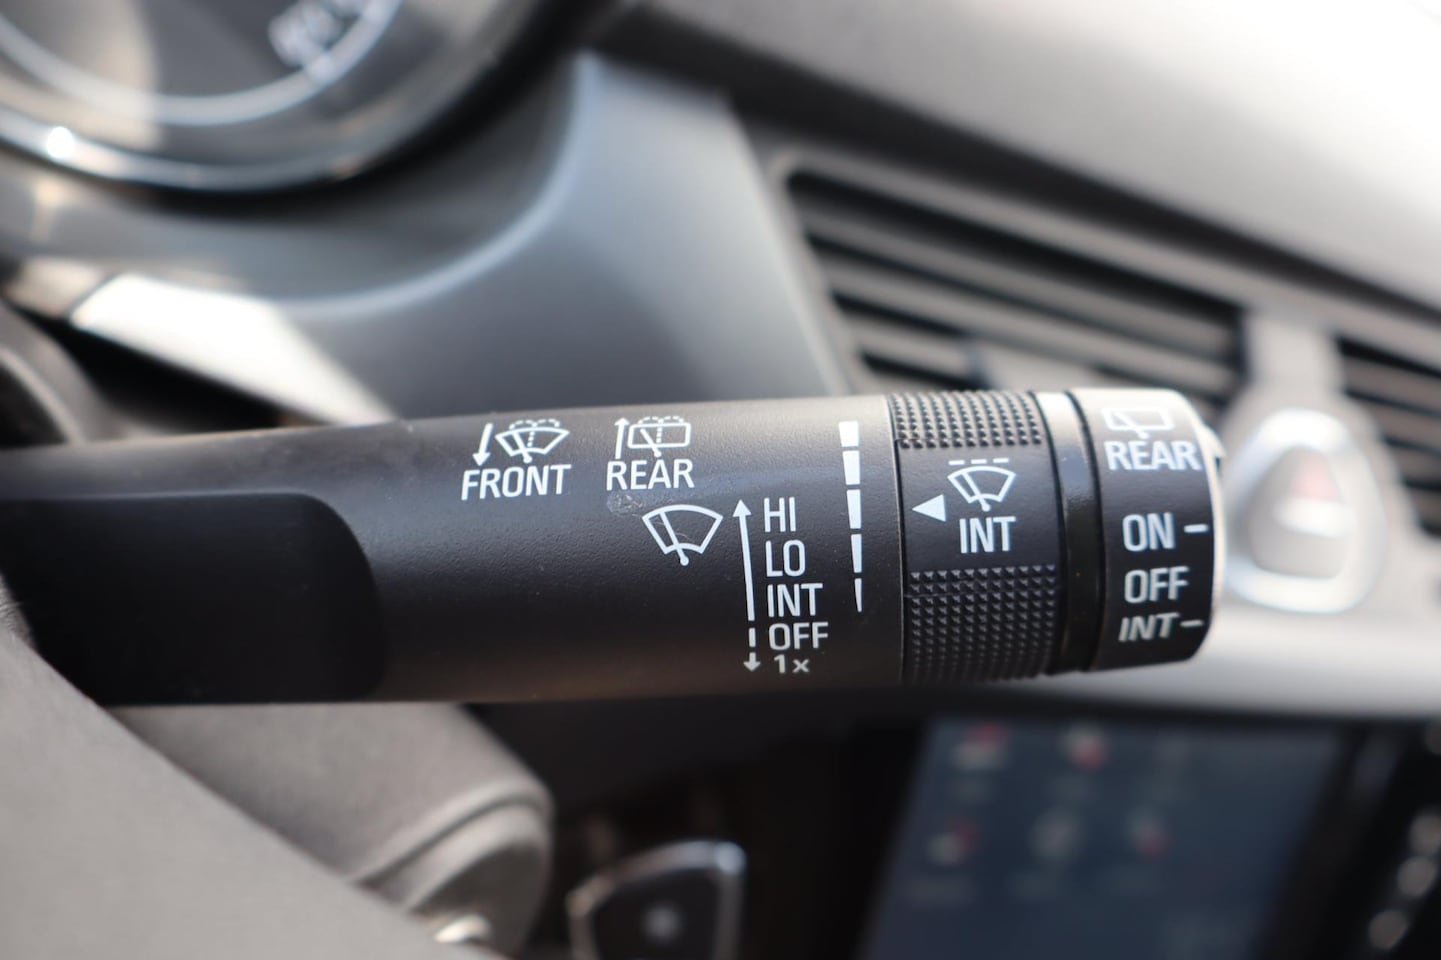 FRONT
REAR
HI
LO
INT
OFF
1x
INT
REAR
ON
OFF
INT